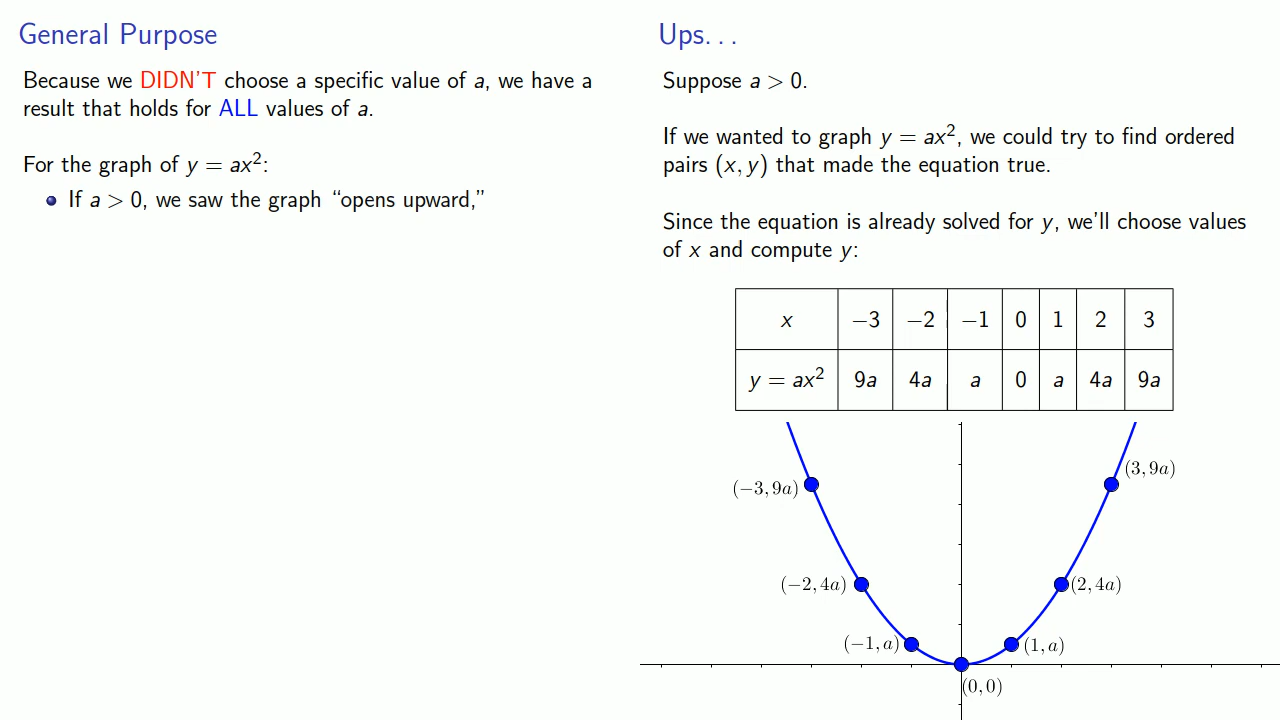 General Purpose
Because we DIDN'T choose a specific value of a, we have a
result that holds for ALL values of a.
For the graph of y = ax²:
If a > 0, we saw the graph “opens upward,”
Ups...
Suppose a > 0.
If we wanted to graph y = ax², we could try to find ordered
pairs (x, y) that made the equation true.
Since the equation is already solved for y, we'll choose values
of x and compute y:
x −3 −2 −1 0 1 2 3
y = ax² 9a 4a a 0 a 4a 9a
(−3, 9a) (3, 9a)
(−2, 4a) (2, 4a)
(−1, a) (1, a)
(0, 0)